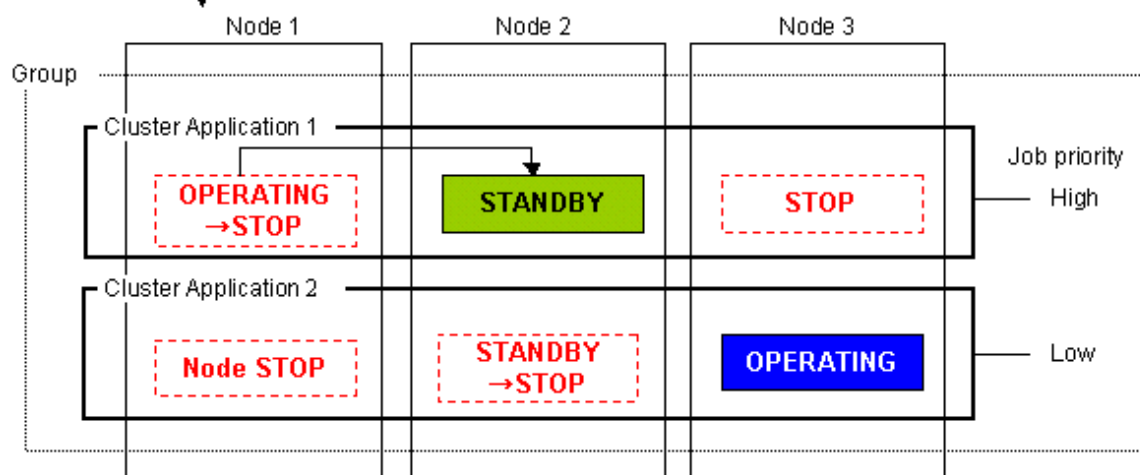 Node 1
Node 2
Node 3
Group
Cluster Application 1
Job priority
OPERATING
→STOP
STANDBY
STOP
High
Cluster Application 2
Node STOP
STANDBY
→STOP
OPERATING
Low